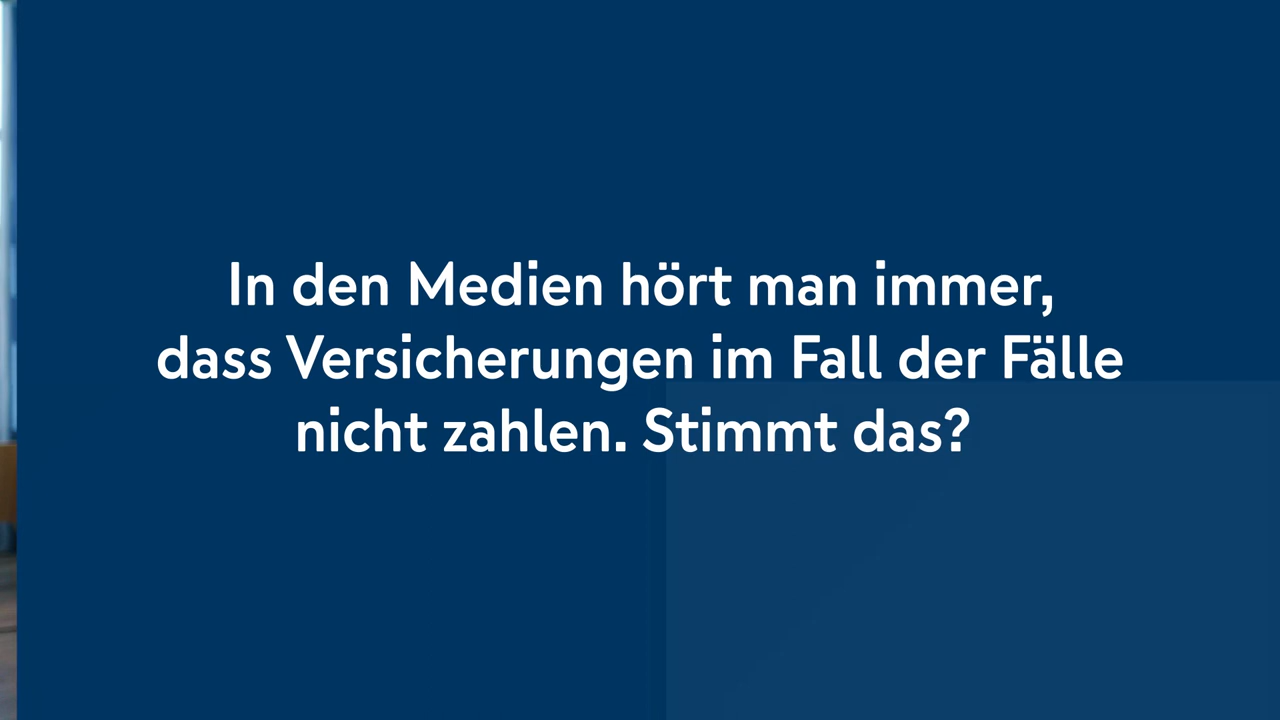 In den Medien hört man immer,
dass Versicherungen im Fall der Fälle
nicht zahlen. Stimmt das?